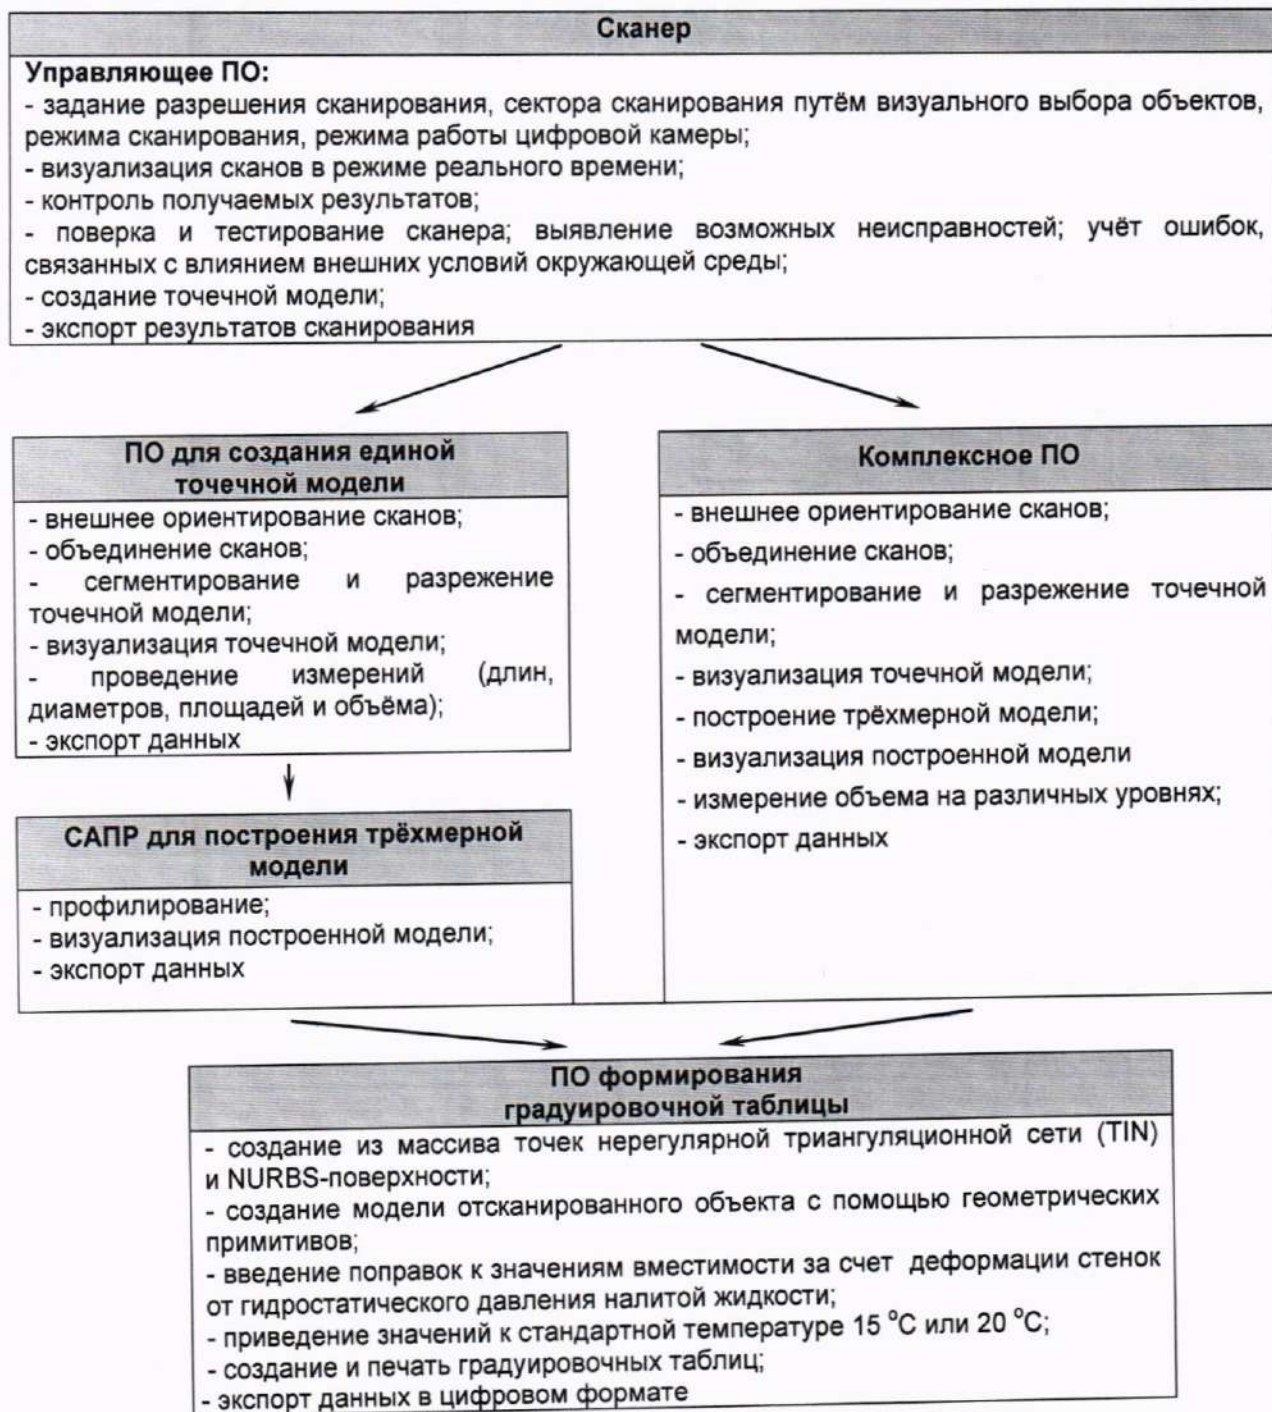 Сканер
Управляющее ПО:
- задание разрешения сканирования, сектора сканирования путём визуального выбора объектов,
режима сканирования, режима работы цифровой камеры;
- визуализация сканов в режиме реального времени;
- контроль получаемых результатов;
- поверка и тестирование сканера; выявление возможных неисправностей; учёт ошибок,
связанных с влиянием внешних условий окружающей среды;
- создание точечной модели;
- экспорт результатов сканирования
ПО для создания единой
точечной модели
- внешнее ориентирование сканов;
- объединение сканов;
- сегментирование и разрежение
точечной модели;
- визуализация точечной модели;
- проведение измерений (длин,
диаметров, площадей и объёма);
- экспорт данных
САПР для построения трёхмерной
модели
- профилирование;
- визуализация построенной модели;
- экспорт данных
Комплексное ПО
- внешнее ориентирование сканов;
- объединение сканов;
- сегментирование и разрежение точечной
модели;
- визуализация точечной модели;
- построение трёхмерной модели;
- визуализация построенной модели
- измерение объема на различных уровнях;
- экспорт данных
ПО формирования
градуировочной таблицы
- создание из массива точек нерегулярной триангуляционной сети (TIN)
и NURBS-поверхности;
- создание модели отсканированного объекта с помощью геометрических
примитивов;
- введение поправок к значениям вместимости за счет деформации стенок
от гидростатического давления налитой жидкости;
- приведение значений к стандартной температуре 15 °С или 20 °С;
- создание и печать градуировочных таблиц;
- экспорт данных в цифровом формате